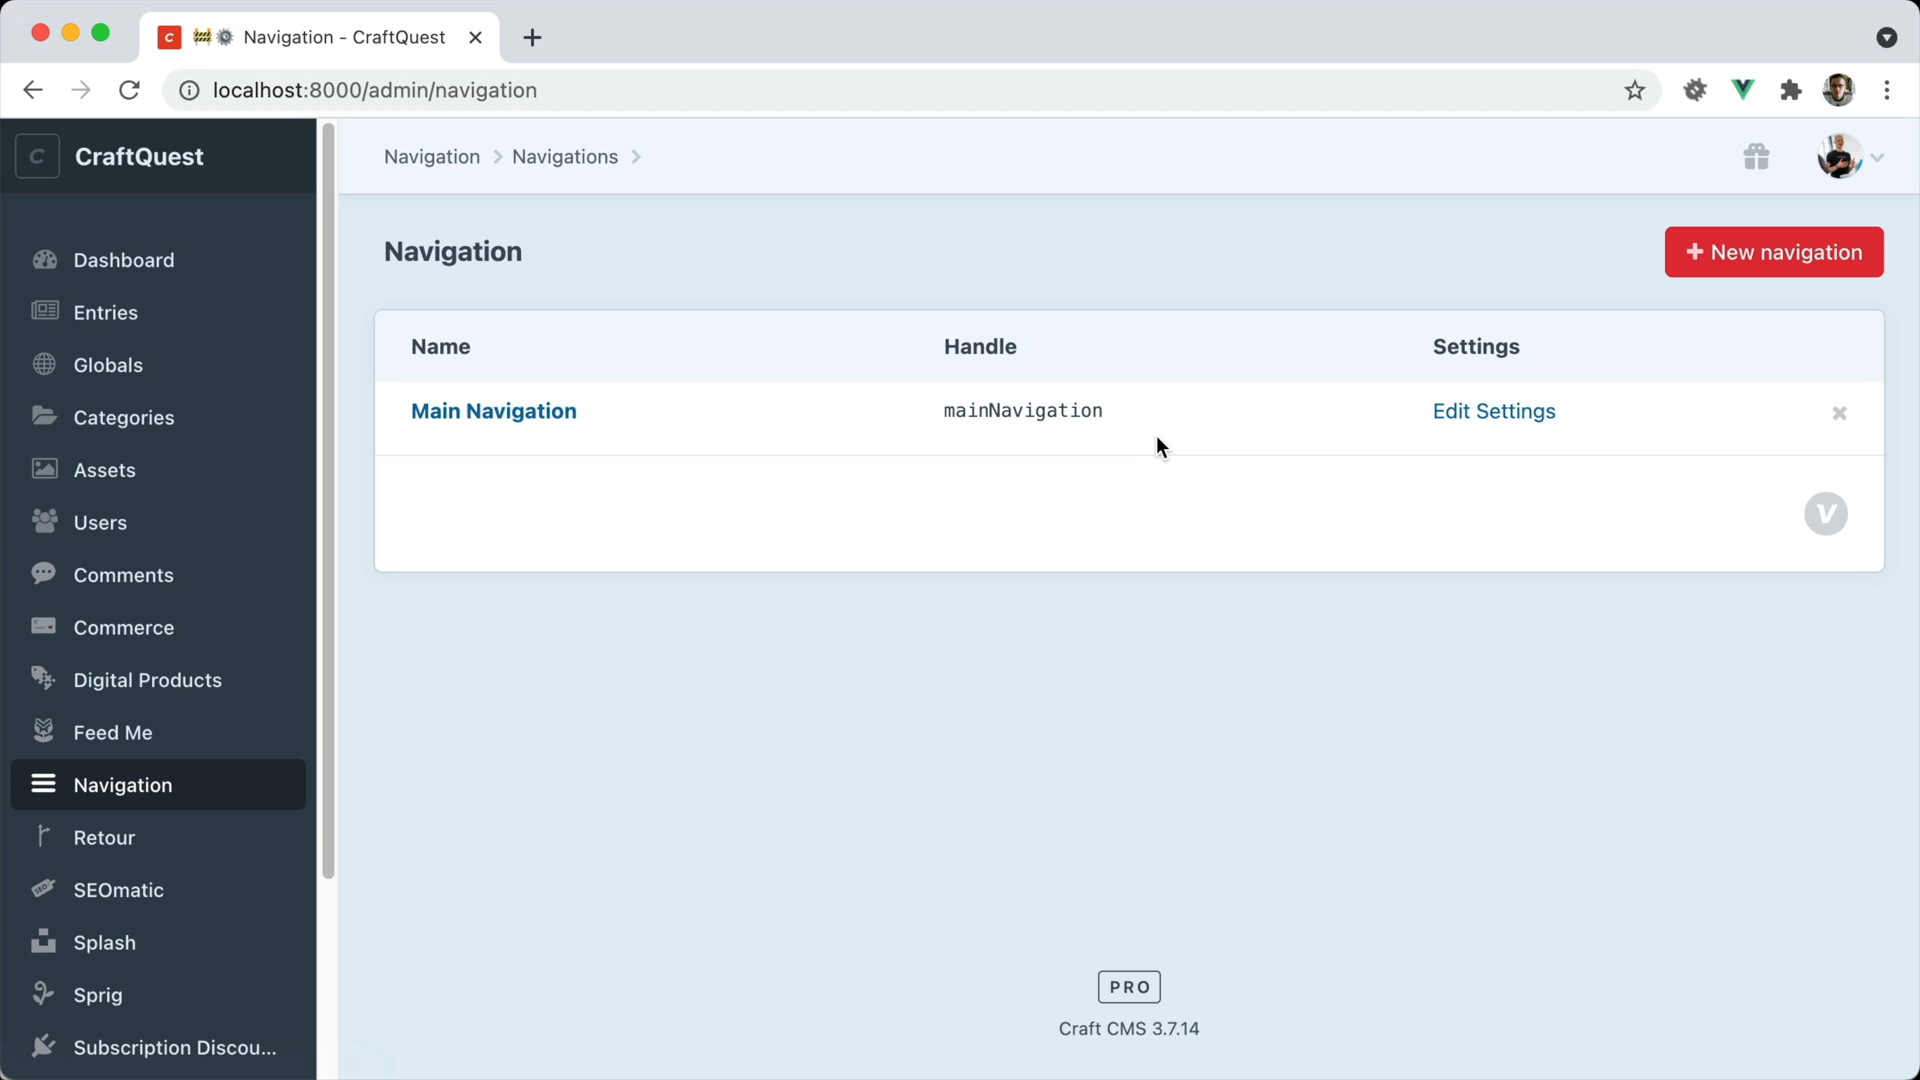 Navigation - CraftQuest
localhost:8000/admin/navigation
C CraftQuest
Navigation Navigations
Navigation
+ New navigation
Dashboard
Entries
Globals
Categories
Assets
Users
Comments
Commerce
Digital Products
Feed Me
Navigation
Retour
SEOmatic
Splash
Sprig
Subscription Discou...
Name Handle Settings
Main Navigation mainNavigation Edit Settings
V
PRO
Craft CMS 3.7.14